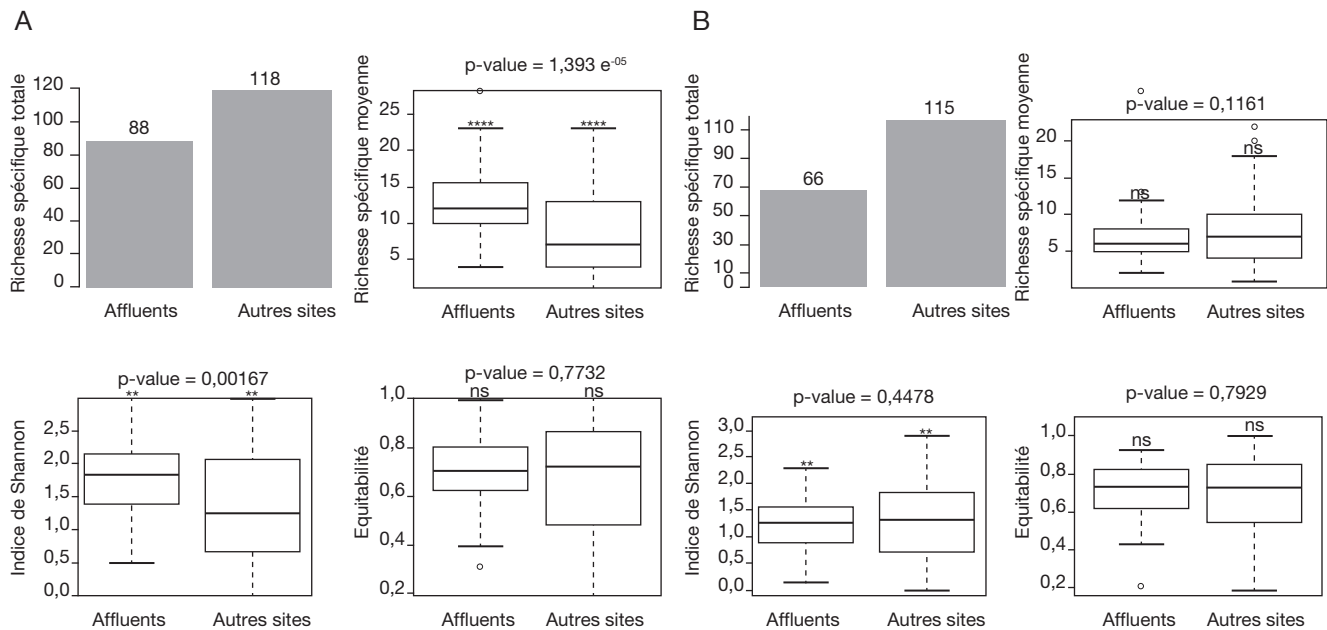 A
Richesse spécifique totale
120
100
80
60
40
20
0
88
118
Affluents
Autres sites
p-value = 1,393 e-05
Richesse spécifique moyenne
25
20
15
10
5
****
****
Affluents
Autres sites
p-value = 0,00167
Indice de Shannon
2,5
2,0
1,5
1,0
0,5
0,0
**
**
Affluents
Autres sites
p-value = 0,7732
Equitabilité
1,0
0,8
0,6
0,4
0,2
ns
ns
Affluents
Autres sites
B
Richesse spécifique totale
110
90
70
50
30
10
0
66
115
Affluents
Autres sites
p-value = 0,1161
Richesse spécifique moyenne
20
15
10
5
ns
ns
Affluents
Autres sites
p-value = 0,4478
Indice de Shannon
3,0
2,5
2,0
1,5
1,0
0,5
0,0
**
**
Affluents
Autres sites
p-value = 0,7929
Equitabilité
1,0
0,8
0,6
0,4
0,2
ns
ns
Affluents
Autres sites